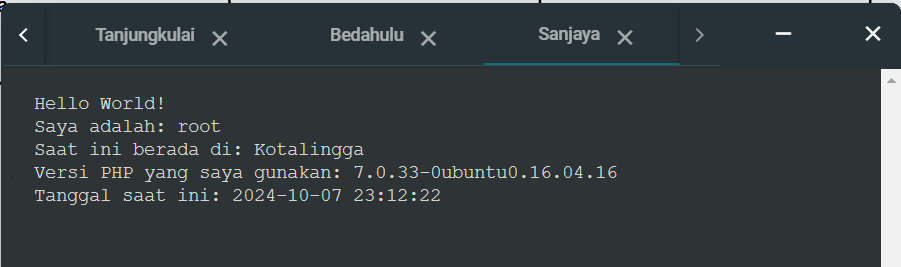 Tanjungkulai
Bedahulu
Sanjaya
Hello World!
Saya adalah: root
Saat ini berada di: Kotalingga
Versi PHP yang saya gunakan: 7.0.33-0ubuntu0.16.04.16
Tanggal saat ini: 2024-10-07 23:12:22